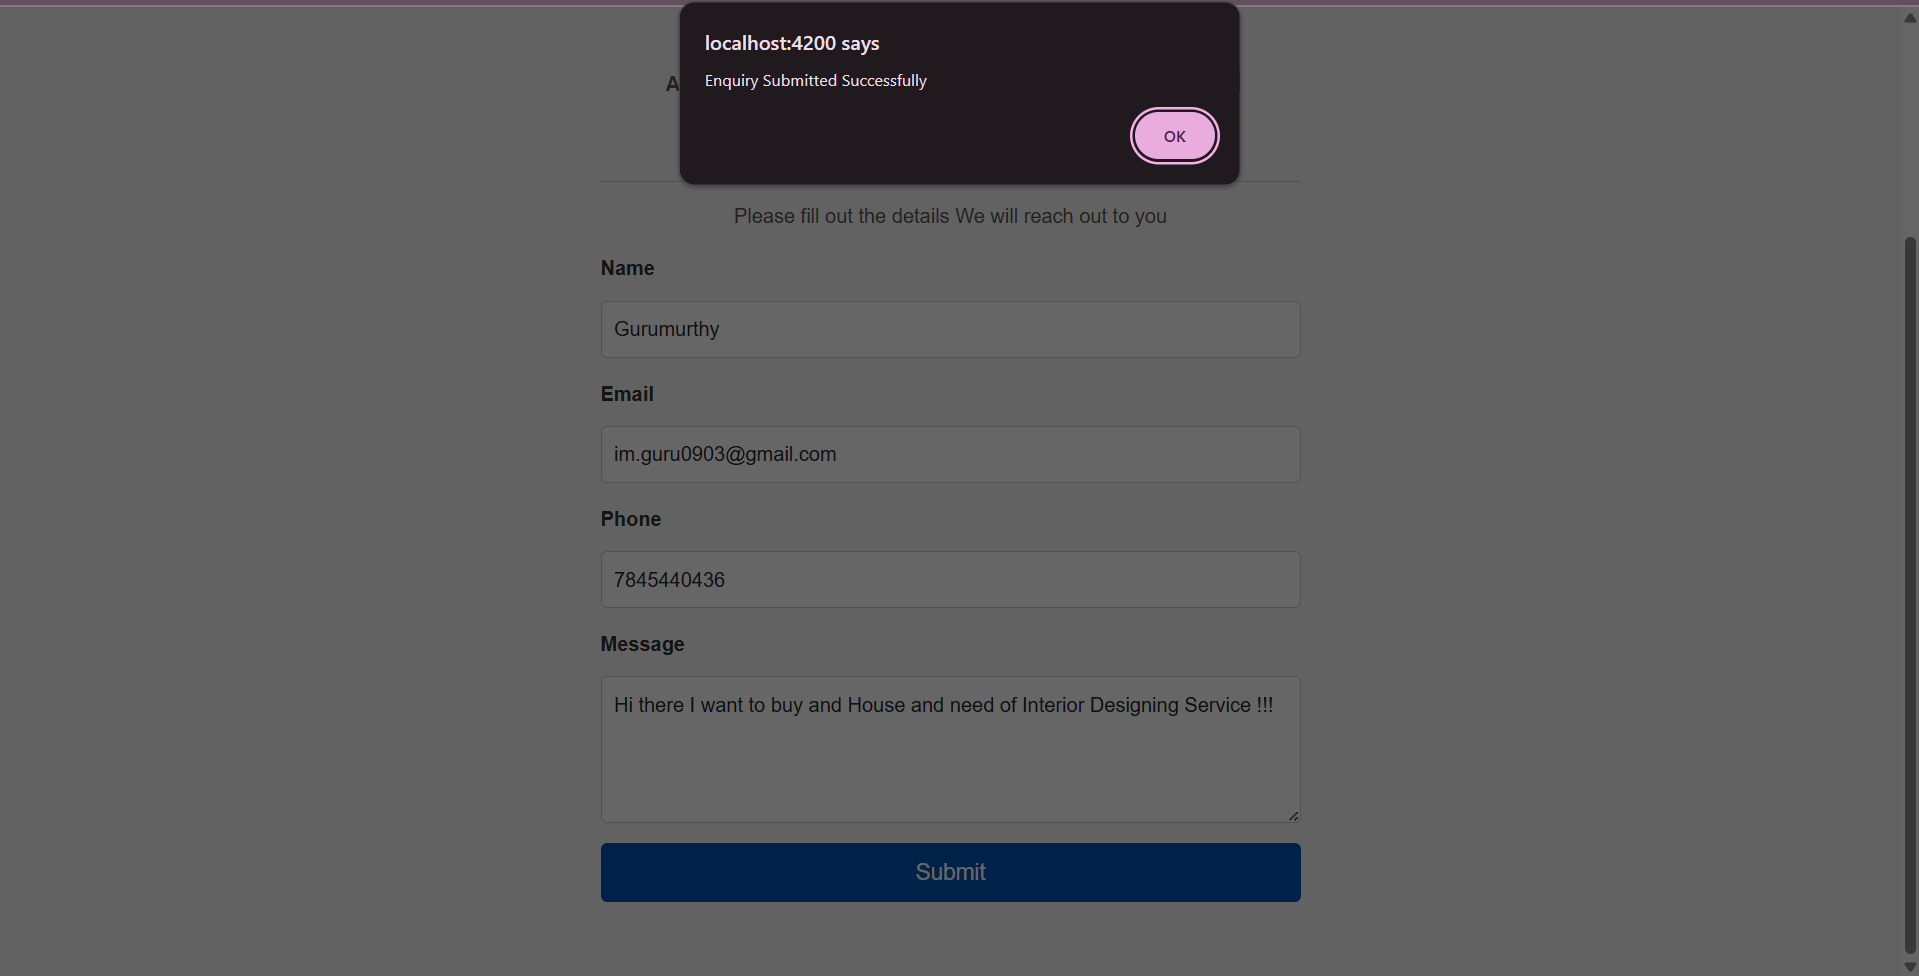 localhost:4200 says
Enquiry Submitted Successfully
OK
A
Please fill out the details We will reach out to you
Name
Gurumurthy
Email
im.guru0903@gmail.com
Phone
7845440436
Message
Hi there I want to buy and House and need of Interior Designing Service !!!
Submit